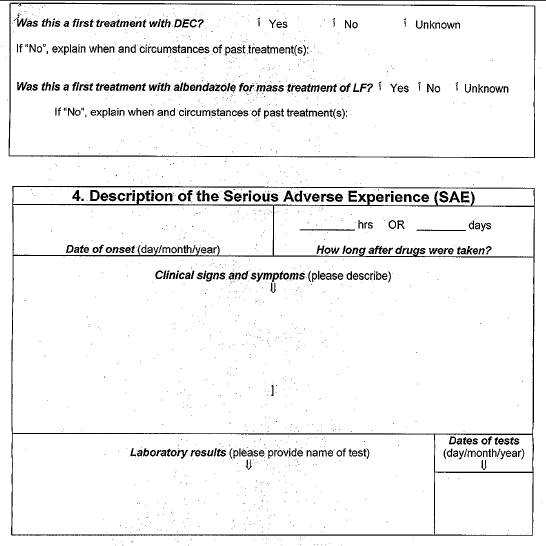 Was this a first treatment with DEC? Yes No Unknown
If "No", explain when and circumstances of past treatment(s):
Was this a first treatment with albendazole for mass treatment of LF? Yes No Unknown
If "No", explain when and circumstances of past treatment(s):
4. Description of the Serious Adverse Experience (SAE)
________ hrs OR ________ days
Date of onset (day/month/year) How long after drugs were taken?
Clinical signs and symptoms (please describe)
⇓
Laboratory results (please provide name of test)
⇓
Dates of tests
(day/month/year)
⇓